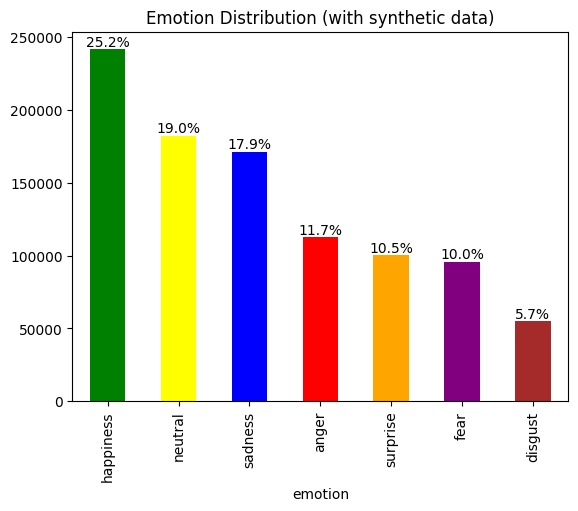 Emotion Distribution (with synthetic data)
250000
200000
150000
100000
50000
0
25.2%
19.0%
17.9%
11.7%
10.5%
10.0%
5.7%
happiness
neutral
sadness
anger
surprise
fear
disgust
emotion